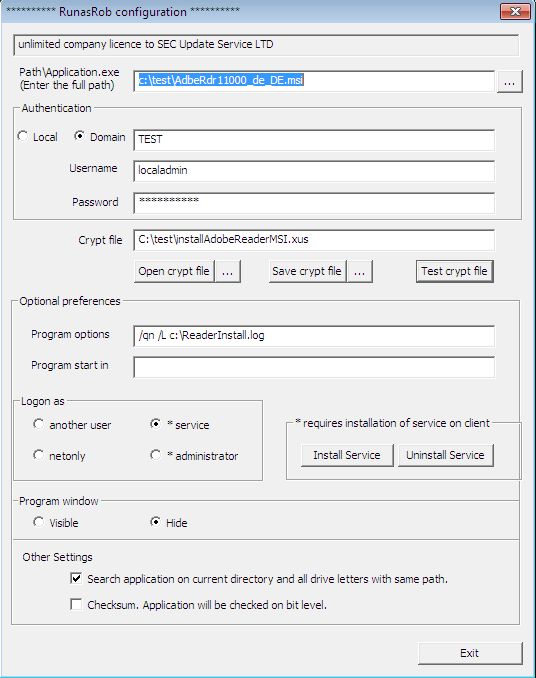 ********** RunasRob configuration **********
unlimited company licence to SEC Update Service LTD
Path\Application.exe
(Enter the full path)
c:\test\AdbeRdr11000_de_DE.msi
...
Authentication
Local
Domain
TEST
Username
localadmin
Password
**********
Crypt file
C:\test\installAdobeReaderMSI.xus
Open crypt file
...
Save crypt file
...
Test crypt file
Optional preferences
Program options
/qn /L c:\ReaderInstall.log
Program start in
Logon as
another user
* service
netonly
* administrator
* requires installation of service on client
Install Service
Uninstall Service
Program window
Visible
Hide
Other Settings
Search application on current directory and all drive letters with same path.
Checksum. Application will be checked on bit level.
Exit